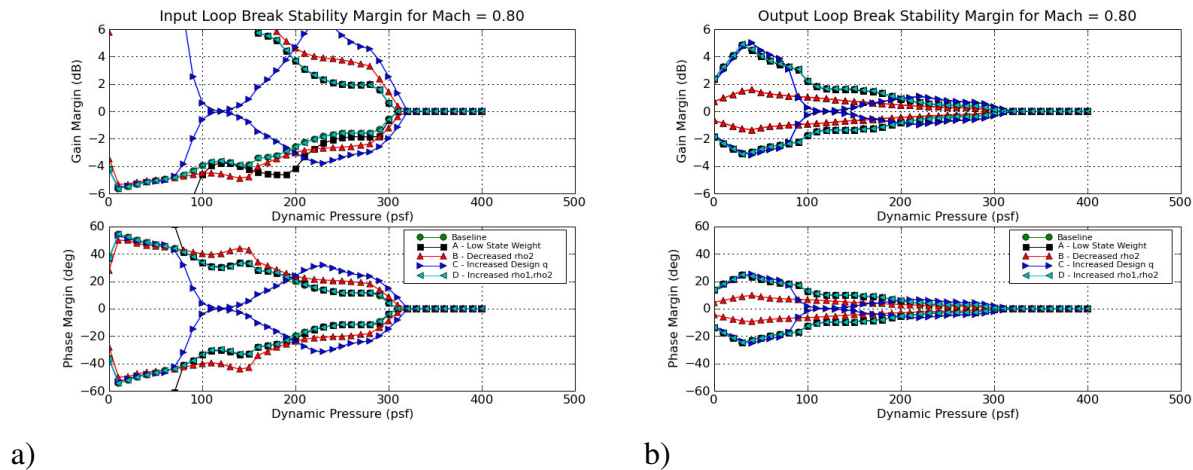 Input Loop Break Stability Margin for Mach = 0.80
Gain Margin (dB)
6
4
2
0
−2
−4
−6
0 100 200 300 400 500
Dynamic Pressure (psf)
Phase Margin (deg)
60
40
20
0
−20
−40
−60
Baseline
A - Low State Weight
B - Decreased rho2
C - Increased Design q
D - Increased rho1,rho2
0 100 200 300 400 500
Dynamic Pressure (psf)
a)
Output Loop Break Stability Margin for Mach = 0.80
Gain Margin (dB)
6
4
2
0
−2
−4
−6
0 100 200 300 400 500
Dynamic Pressure (psf)
Phase Margin (deg)
60
40
20
0
−20
−40
−60
Baseline
A - Low State Weight
B - Decreased rho2
C - Increased Design q
D - Increased rho1,rho2
0 100 200 300 400 500
Dynamic Pressure (psf)
b)